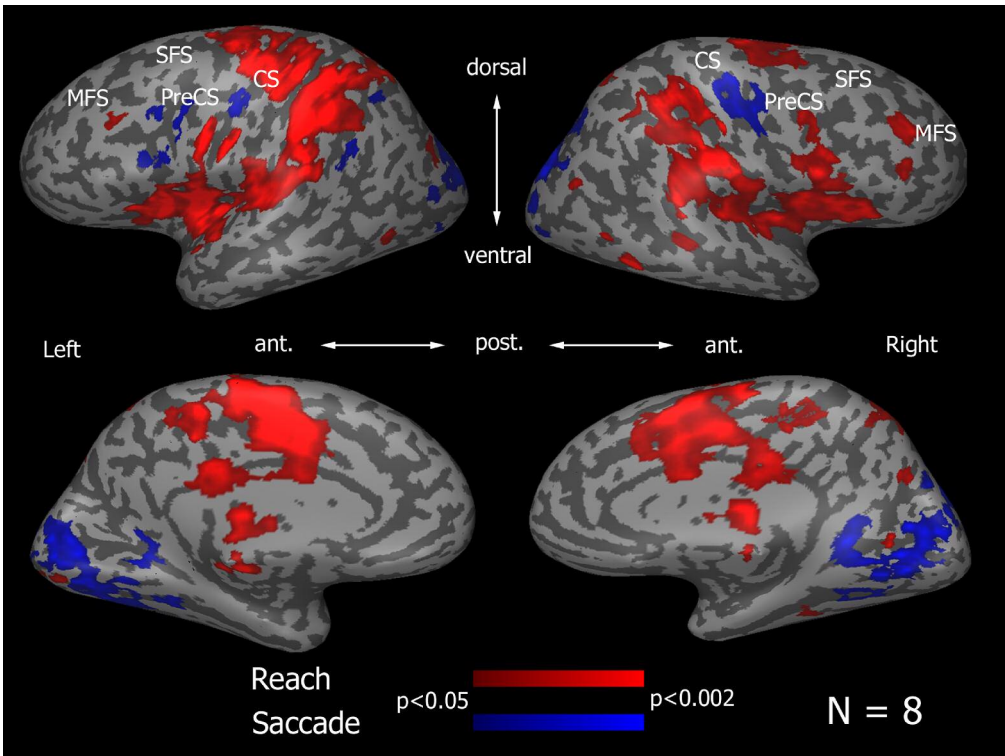 SFS
CS
MFS
PreCS
dorsal
ventral
CS
SFS
PreCS
MFS
Left
ant.
post.
ant.
Right
Reach
Saccade
p<0.05
p<0.002
N = 8